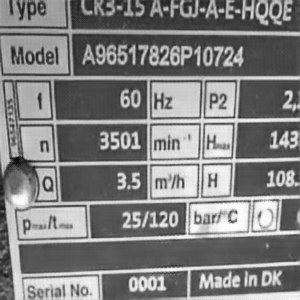 Type CR3-15 A-FGJ-A-E-HQQE
Model A96517826P10724
f 60 Hz P2 2,
n 3501 min⁻¹ Hmax 143
Q 3.5 m³/h H 108.
pmax/tmax 25/120 bar/°C
Serial No. 0001 Made in DK